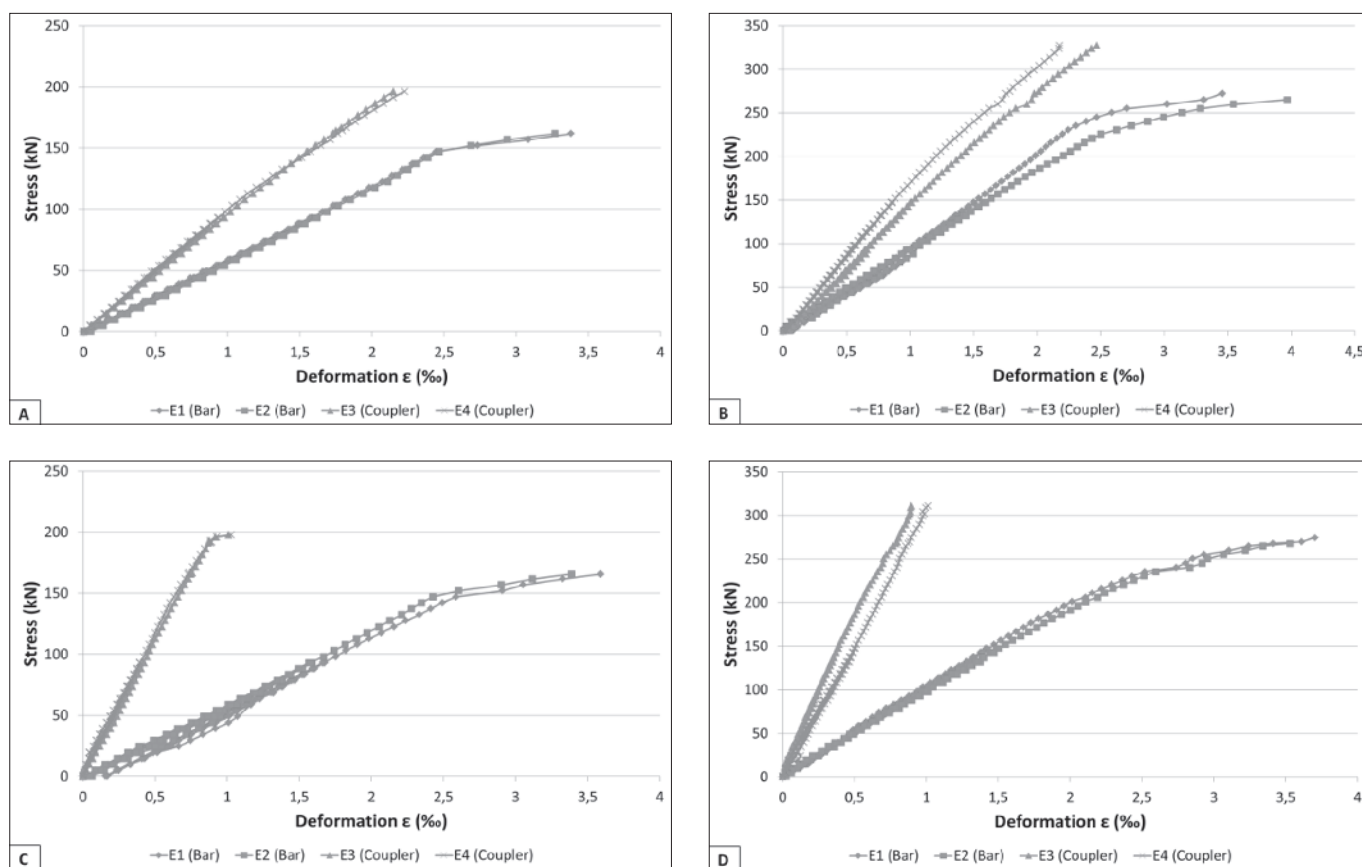 250
200
150
100
50
0
Stress (kN)
0 0,5 1 1,5 2 2,5 3 3,5 4
Deformation ε (‰)
E1 (Bar) E2 (Bar) E3 (Coupler) E4 (Coupler)
A
350
300
250
200
150
100
50
0
Stress (kN)
0 0,5 1 1,5 2 2,5 3 3,5 4 4,5
Deformation ε (‰)
E1 (Bar) E2 (Bar) E3 (Coupler) E4 (Coupler)
B
250
200
150
100
50
0
Stress (kN)
0 0,5 1 1,5 2 2,5 3 3,5 4
Deformation ε (‰)
E1 (Bar) E2 (Bar) E3 (Coupler) E4 (Coupler)
C
350
300
250
200
150
100
50
0
Stress (kN)
0 0,5 1 1,5 2 2,5 3 3,5 4
Deformation ε (‰)
E1 (Bar) E2 (Bar) E3 (Coupler) E4 (Coupler)
D